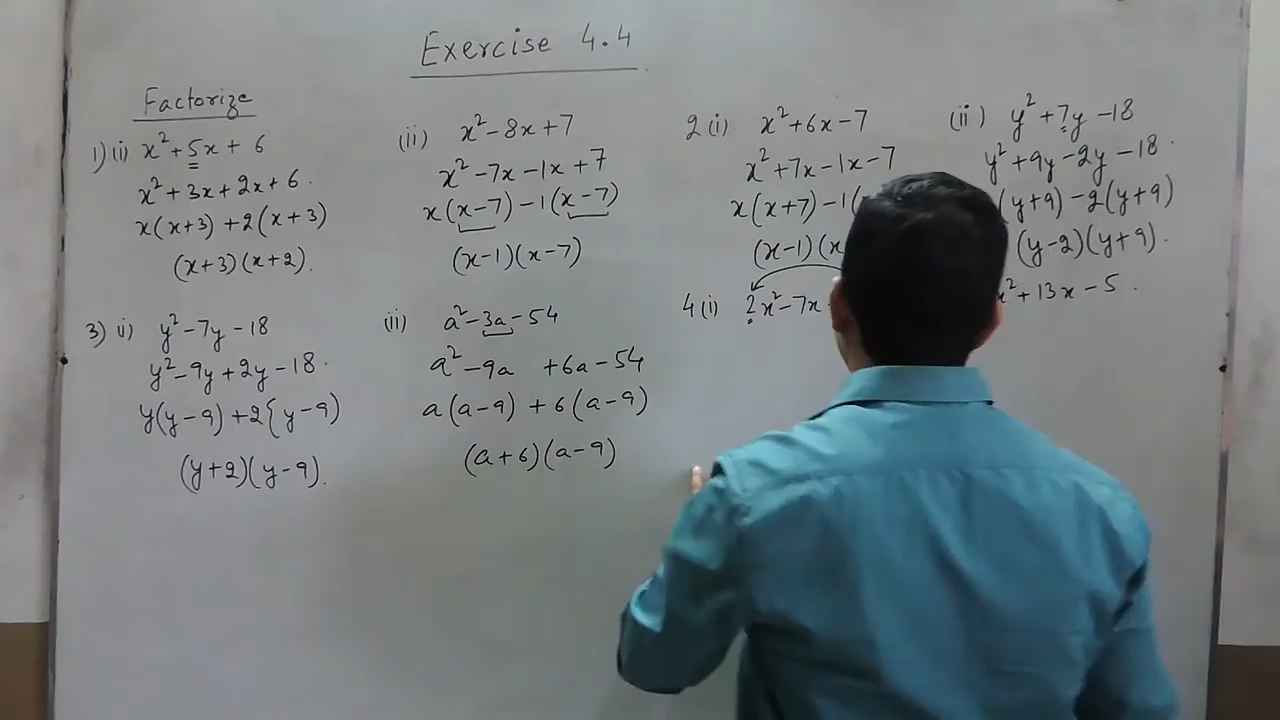 Exercise 4.4
Factorize
1) (i) x² + 5x + 6
x² + 3x + 2x + 6.
x(x+3) + 2(x+3)
(x+3)(x+2).
(ii) x² - 8x + 7
x² - 7x - 1x + 7
x(x-7) - 1(x-7)
(x-1)(x-7)
2 (i) x² + 6x - 7
x² + 7x - 1x - 7
x(x+7) - 1(
(x-1)(x
(ii) y² + 7y - 18
y² + 9y - 2y - 18.
(y+9) - 2(y+9)
(y-2)(y+9).
3) i) y² - 7y - 18
y² - 9y + 2y - 18.
y(y-9) + 2(y-9)
(y+2)(y-9).
(ii) a² - 3a - 54
a² - 9a + 6a - 54
a(a-9) + 6(a-9)
(a+6)(a-9)
4 (i) 2x² - 7x
x² + 13x - 5.